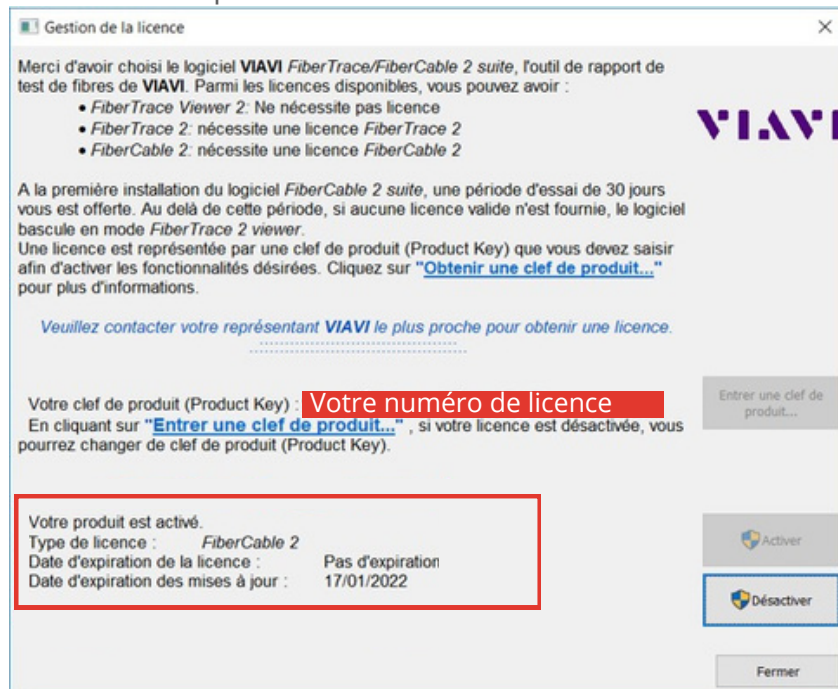 Gestion de la licence
Merci d'avoir choisi le logiciel VIAVI FiberTrace/FiberCable 2 suite, l'outil de rapport de
test de fibres de VIAVI. Parmi les licences disponibles, vous pouvez avoir :
• FiberTrace Viewer 2: Ne nécessite pas licence
• FiberTrace 2: nécessite une licence FiberTrace 2
• FiberCable 2: nécessite une licence FiberCable 2
VIAVI
A la première installation du logiciel FiberCable 2 suite, une période d'essai de 30 jours
vous est offerte. Au delà de cette période, si aucune licence valide n'est fournie, le logiciel
bascule en mode FiberTrace 2 viewer.
Une licence est représentée par une clef de produit (Product Key) que vous devez saisir
afin d'activer les fonctionnalités désirées. Cliquez sur "Obtenir une clef de produit..."
pour plus d'informations.
Veuillez contacter votre représentant VIAVI le plus proche pour obtenir une licence.
Votre clef de produit (Product Key) : Votre numéro de licence
En cliquant sur "Entrer une clef de produit..." , si votre licence est désactivée, vous
pourrez changer de clef de produit (Product Key).
Entrer une clef de
produit...
Votre produit est activé.
Type de licence : FiberCable 2
Date d'expiration de la licence : Pas d'expiration
Date d'expiration des mises à jour : 17/01/2022
Activer
Désactiver
Fermer